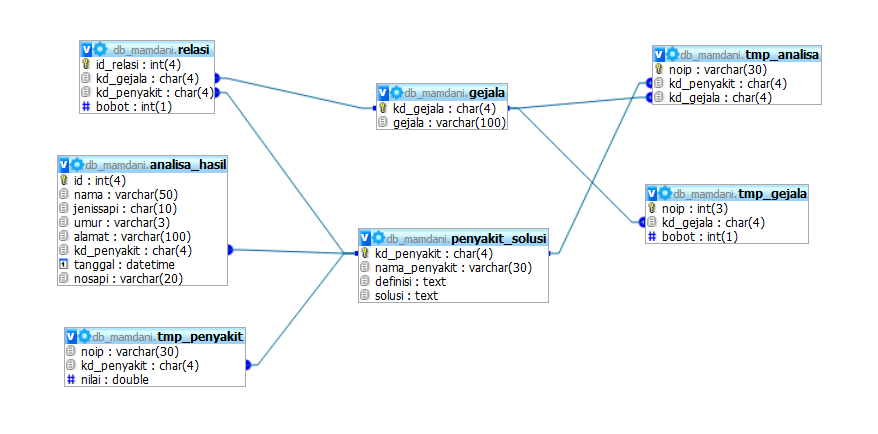 db_mamdani.relasi
id_relasi : int(4)
kd_gejala : char(4)
kd_penyakit : char(4)
# bobot : int(1)
db_mamdani.gejala
kd_gejala : char(4)
gejala : varchar(100)
db_mamdani.tmp_analisa
noip : varchar(30)
kd_penyakit : char(4)
kd_gejala : char(4)
db_mamdani.analisa_hasil
id : int(4)
nama : varchar(50)
jenissapi : char(10)
umur : varchar(3)
alamat : varchar(100)
kd_penyakit : char(4)
tanggal : datetime
nosapi : varchar(20)
db_mamdani.tmp_gejala
noip : int(3)
kd_gejala : char(4)
# bobot : int(1)
db_mamdani.penyakit_solusi
kd_penyakit : char(4)
nama_penyakit : varchar(30)
definisi : text
solusi : text
db_mamdani.tmp_penyakit
noip : varchar(30)
kd_penyakit : char(4)
# nilai : double